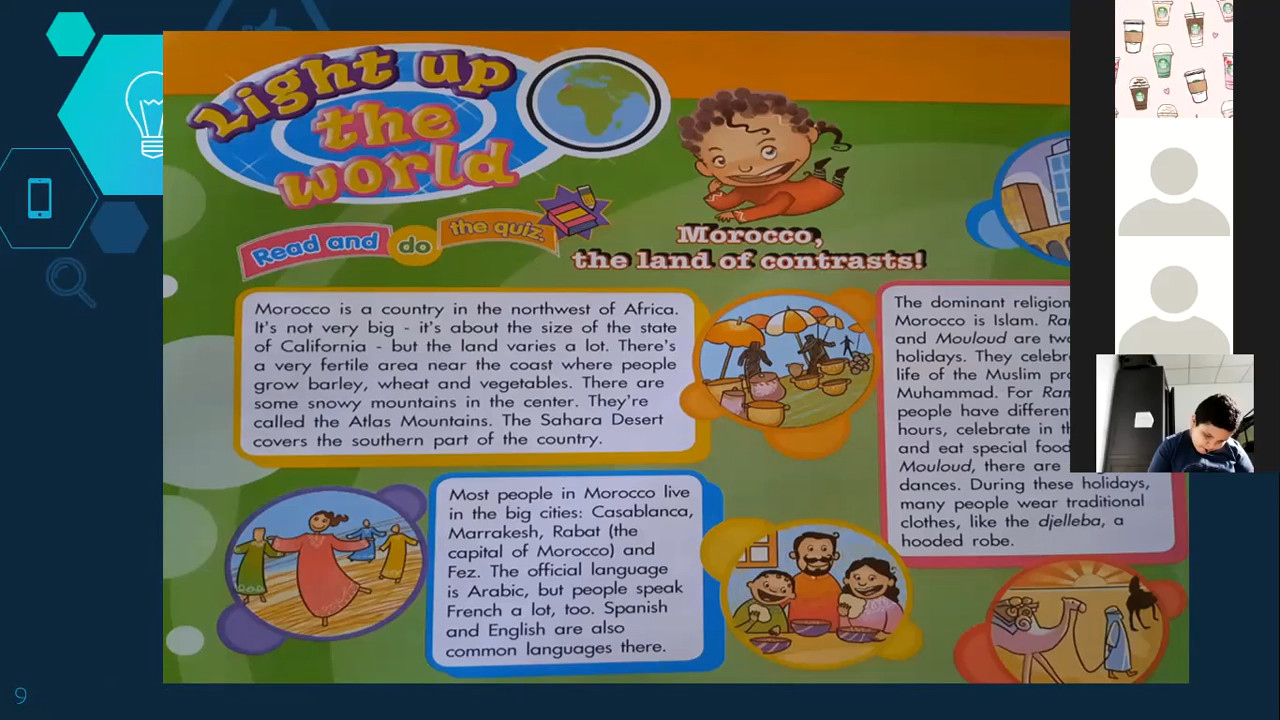 Light up
the
world
Read and do the quiz.
Morocco,
the land of contrasts!
Morocco is a country in the northwest of Africa.
It's not very big - it's about the size of the state
of California - but the land varies a lot. There's
a very fertile area near the coast where people
grow barley, wheat and vegetables. There are
some snowy mountains in the center. They're
called the Atlas Mountains. The Sahara Desert
covers the southern part of the country.
Most people in Morocco live
in the big cities: Casablanca,
Marrakesh, Rabat (the
capital of Morocco) and
Fez. The official language
is Arabic, but people speak
French a lot, too. Spanish
and English are also
common languages there.
The dominant religion
Morocco is Islam.
and Mouloud are
holidays. They
life of the Muslim
Muhammad. For
people have
hours, celebrate in
and eat special
Mouloud, there are
dances. During these holidays,
many people wear traditional
clothes, like the djelleba, a
hooded robe.
9